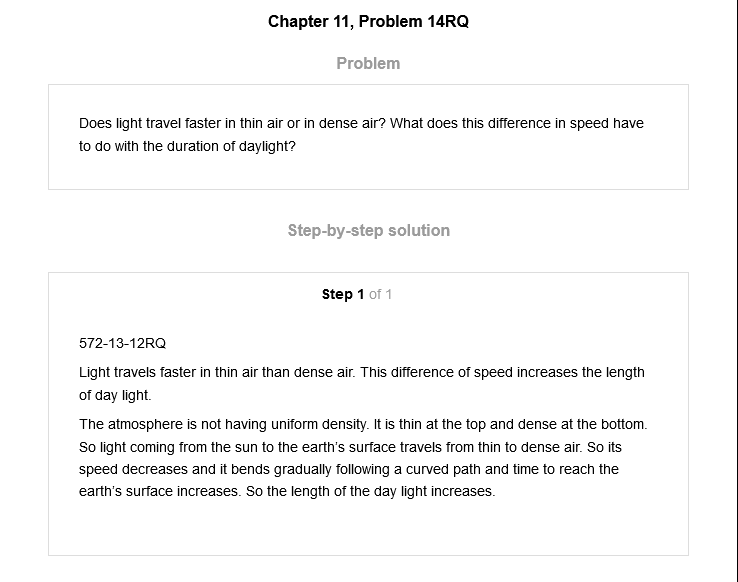 Chapter 11, Problem 14RQ
Problem
Does light travel faster in thin air or in dense air? What does this difference in speed have
to do with the duration of daylight?
Step-by-step solution
Step 1 of 1
572-13-12RQ
Light travels faster in thin air than dense air. This difference of speed increases the length
of day light.
The atmosphere is not having uniform density. It is thin at the top and dense at the bottom.
So light coming from the sun to the earth's surface travels from thin to dense air. So its
speed decreases and it bends gradually following a curved path and time to reach the
earth's surface increases. So the length of the day light increases.